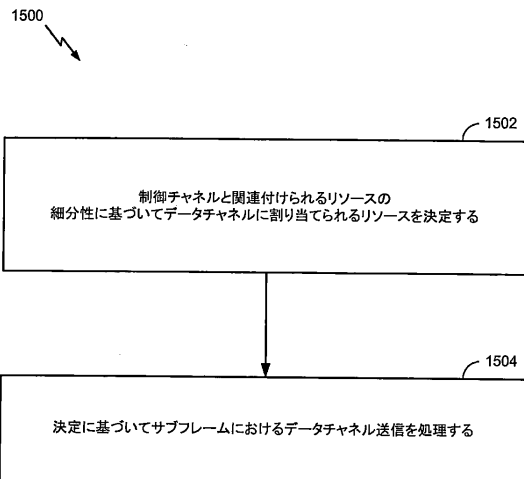 1500
1502
制御チャネルと関連付けられるリソースの
細分性に基づいてデータチャネルに割り当てられるリソースを決定する
1504
決定に基づいてサブフレームにおけるデータチャネル送信を処理する